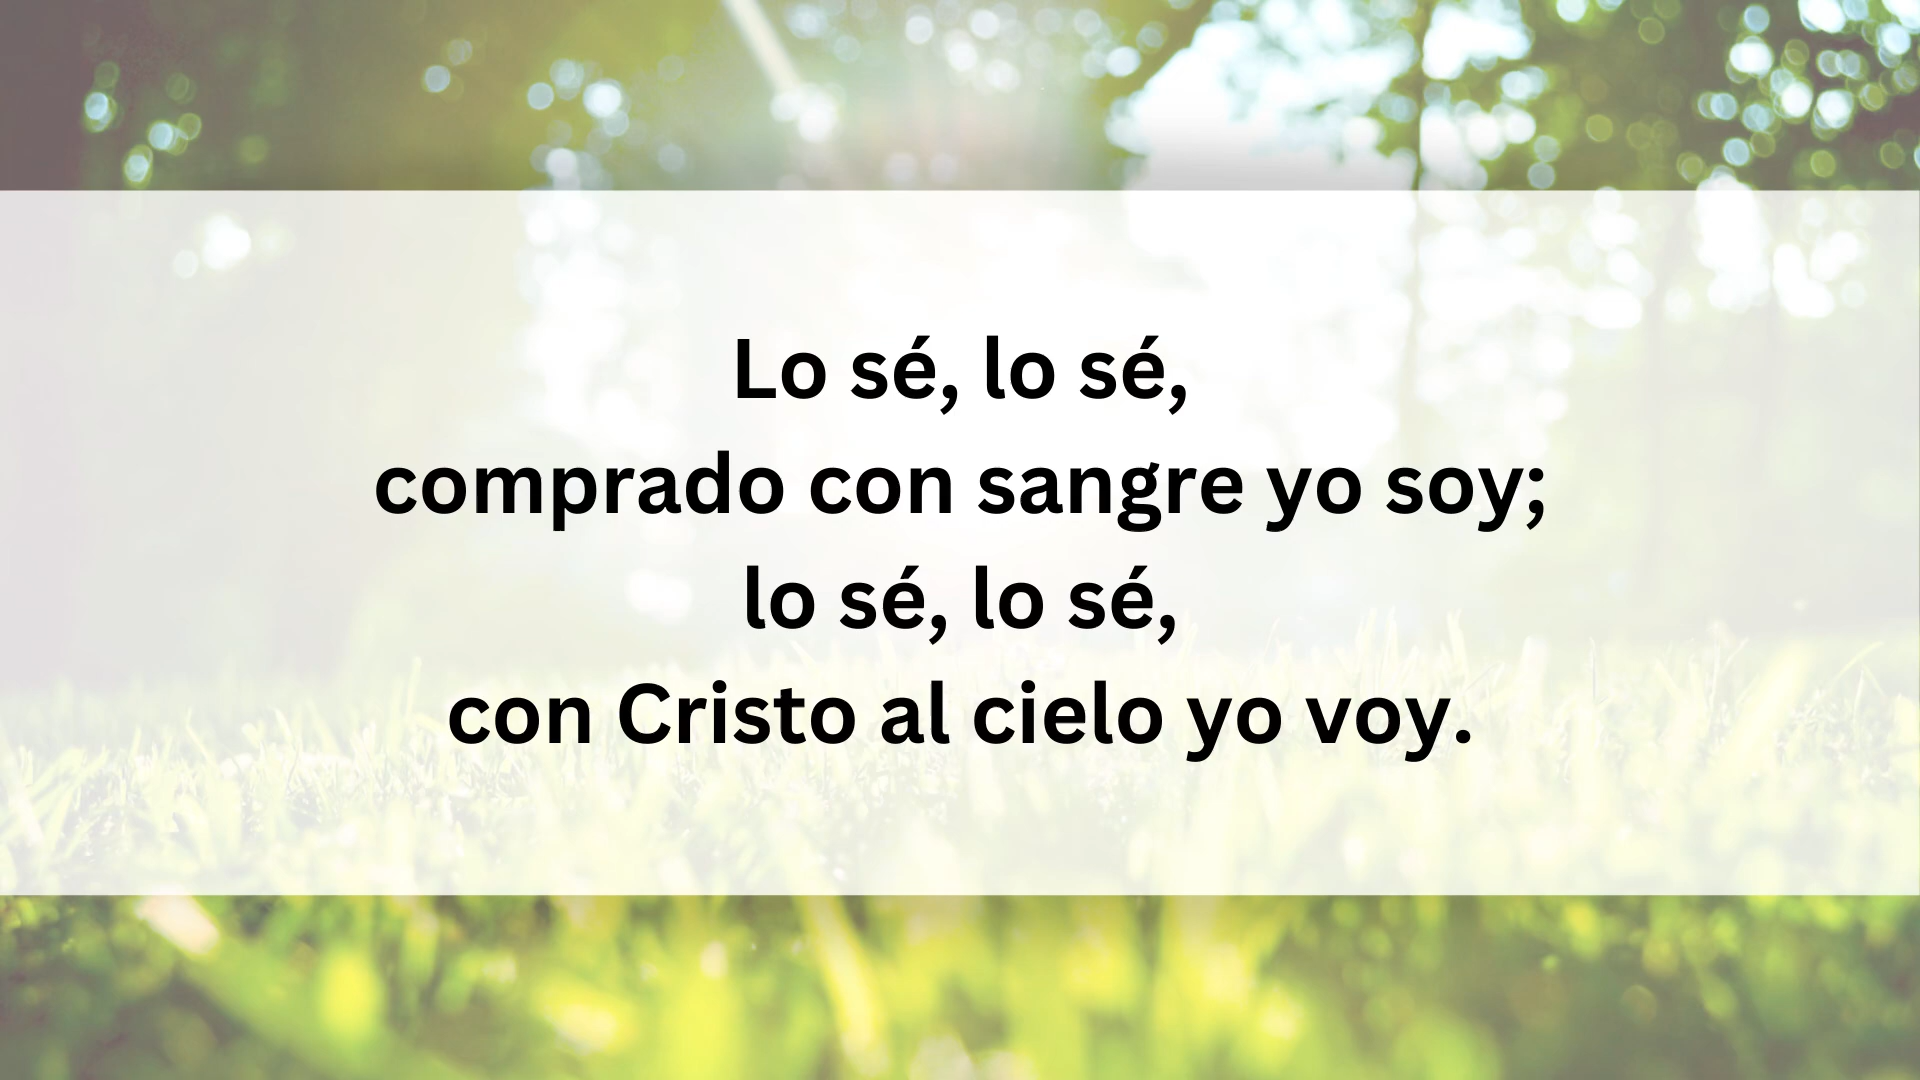 Lo sé, lo sé,
comprado con sangre yo soy;
lo sé, lo sé,
con Cristo al cielo yo voy.